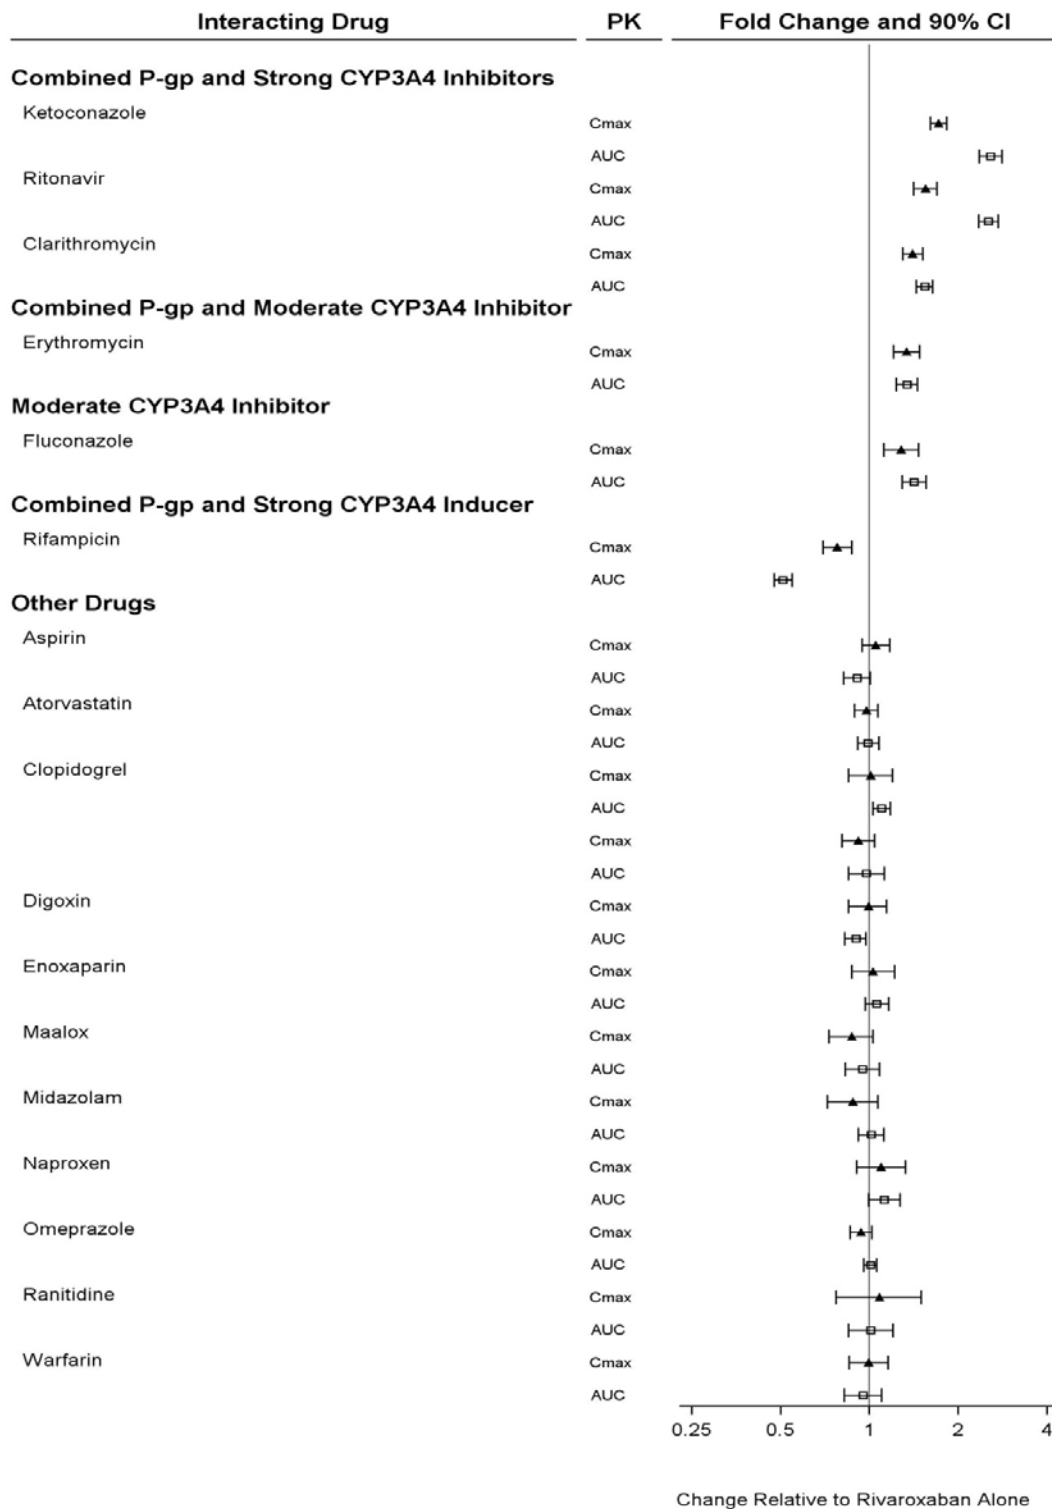 Interacting Drug PK Fold Change and 90% CI
Combined P-gp and Strong CYP3A4 Inhibitors
Ketoconazole
Cmax
AUC
Ritonavir
Cmax
AUC
Clarithromycin
Cmax
AUC
Combined P-gp and Moderate CYP3A4 Inhibitor
Erythromycin
Cmax
AUC
Moderate CYP3A4 Inhibitor
Fluconazole
Cmax
AUC
Combined P-gp and Strong CYP3A4 Inducer
Rifampicin
Cmax
AUC
Other Drugs
Aspirin
Cmax
AUC
Atorvastatin
Cmax
AUC
Clopidogrel
Cmax
AUC
Cmax
AUC
Digoxin
Cmax
AUC
Enoxaparin
Cmax
AUC
Maalox
Cmax
AUC
Midazolam
Cmax
AUC
Naproxen
Cmax
AUC
Omeprazole
Cmax
AUC
Ranitidine
Cmax
AUC
Warfarin
Cmax
AUC
0.25 0.5 1 2 4
Change Relative to Rivaroxaban Alone